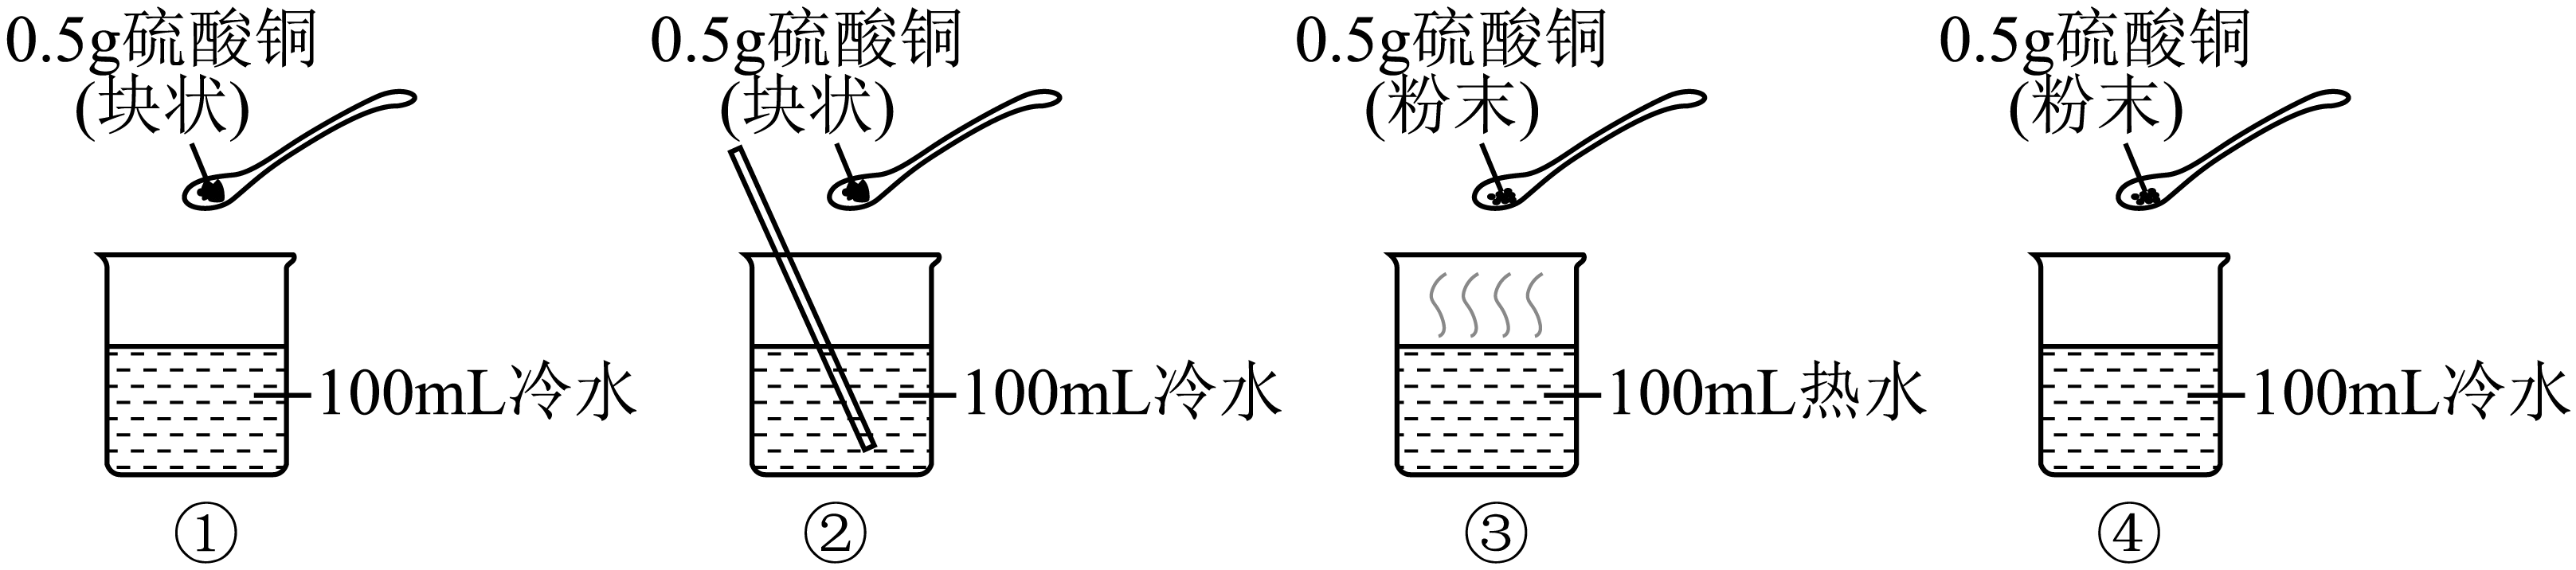 0.5g硫酸铜
(块状)
100mL冷水
①
0.5g硫酸铜
(块状)
100mL冷水
②
0.5g硫酸铜
(粉末)
100mL热水
③
0.5g硫酸铜
(粉末)
100mL冷水
④